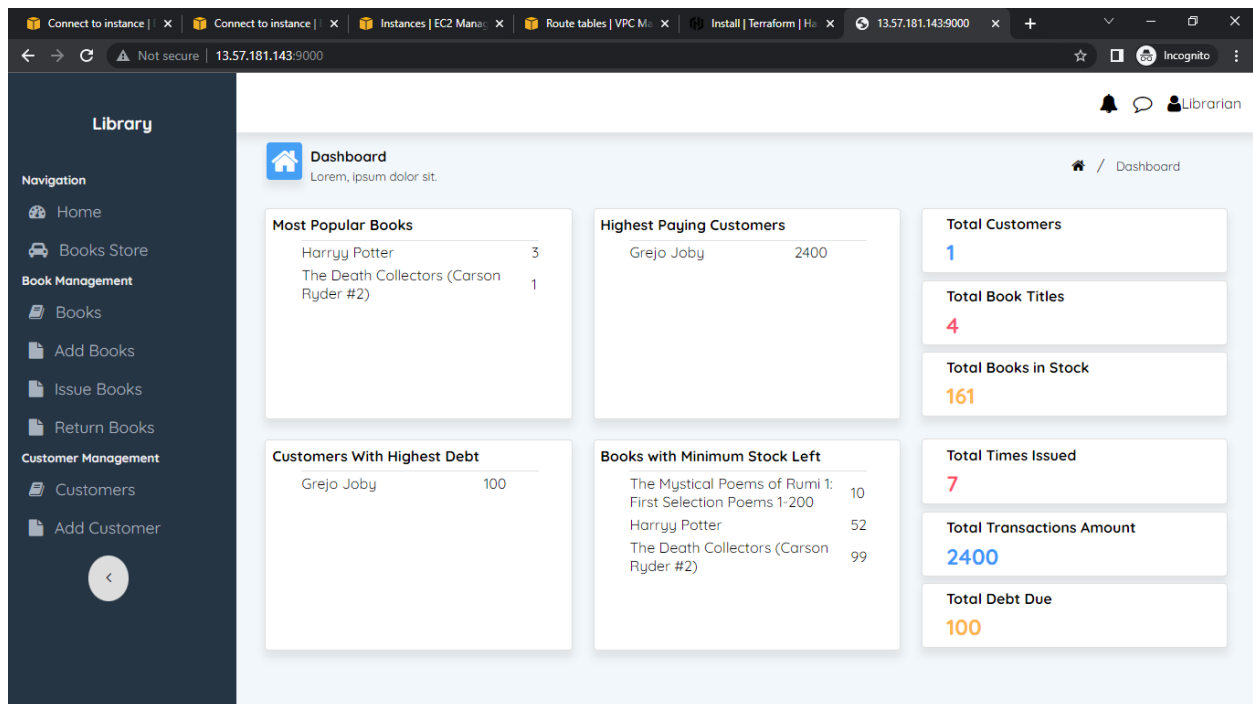 Connect to instance |
Connect to instance |
Instances | EC2 Manag
Route tables | VPC Ma
Install | Terraform | Ha
13.57.181.143:9000
Not secure
13.57.181.143:9000
Incognito
Library
Librarian
Navigation
Home
Books Store
Book Management
Books
Add Books
Issue Books
Return Books
Customer Management
Customers
Add Customer
Dashboard
Lorem, ipsum dolor sit.
/ Dashboard
Most Popular Books
Harryy Potter 3
The Death Collectors (Carson
Ryder #2) 1
Highest Paying Customers
Grejo Joby 2400
Total Customers
1
Total Book Titles
4
Total Books in Stock
161
Customers With Highest Debt
Grejo Joby 100
Books with Minimum Stock Left
The Mystical Poems of Rumi 1:
First Selection Poems 1-200 10
Harryy Potter 52
The Death Collectors (Carson
Ryder #2) 99
Total Times Issued
7
Total Transactions Amount
2400
Total Debt Due
100